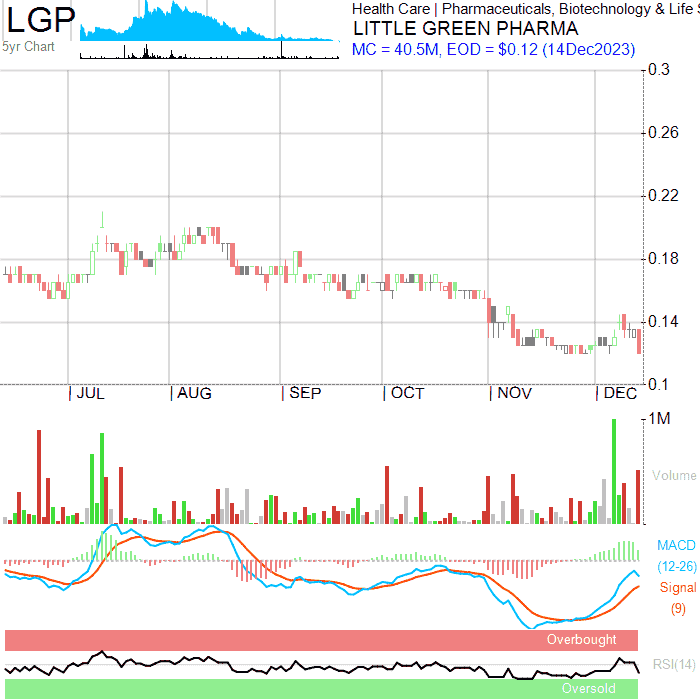 LGP
5yr Chart
Health Care | Pharmaceuticals, Biotechnology & Life S
LITTLE GREEN PHARMA
MC = 40.5M, EOD = $0.12 (14Dec2023)
0.3
0.26
0.22
0.18
0.14
0.1
JUL AUG SEP OCT NOV DEC
1M
Volume
MACD
(12-26)
Signal
(9)
Overbought
RSI(14)
Oversold